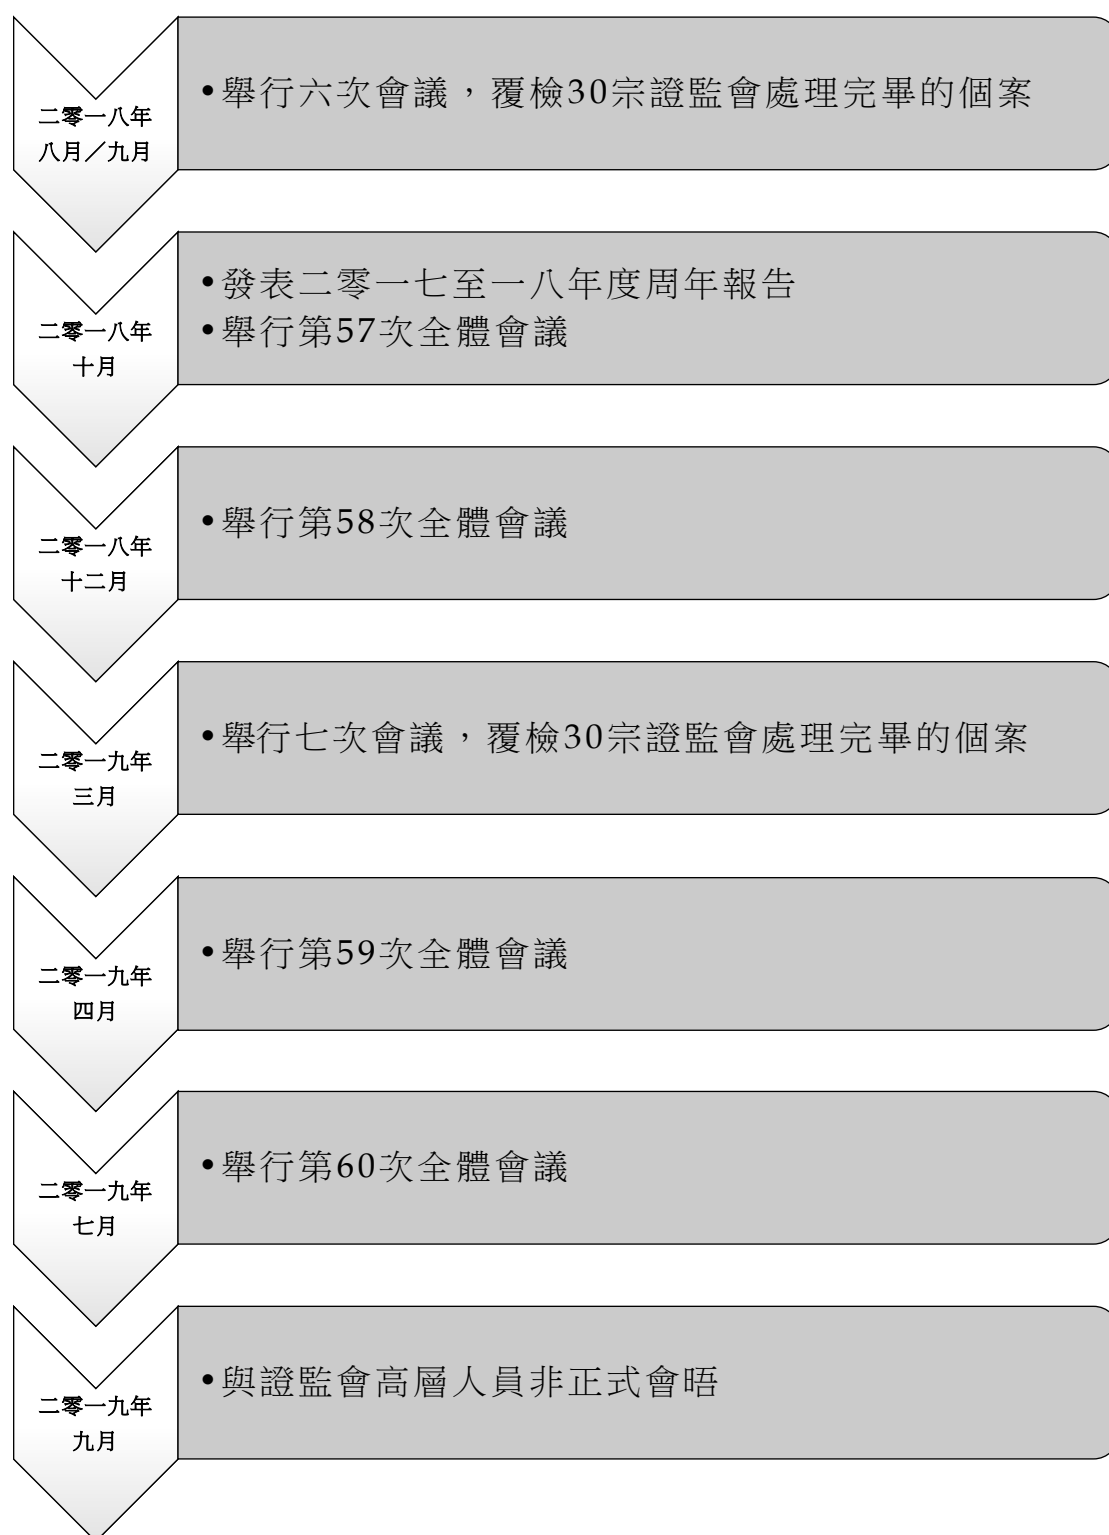 二零一八年
八月／九月
•舉行六次會議，覆檢30宗證監會處理完畢的個案
二零一八年
十月
•發表二零一七至一八年度周年報告
•舉行第57次全體會議
二零一八年
十二月
•舉行第58次全體會議
二零一九年
三月
•舉行七次會議，覆檢30宗證監會處理完畢的個案
二零一九年
四月
•舉行第59次全體會議
二零一九年
七月
•舉行第60次全體會議
二零一九年
九月
•與證監會高層人員非正式會晤